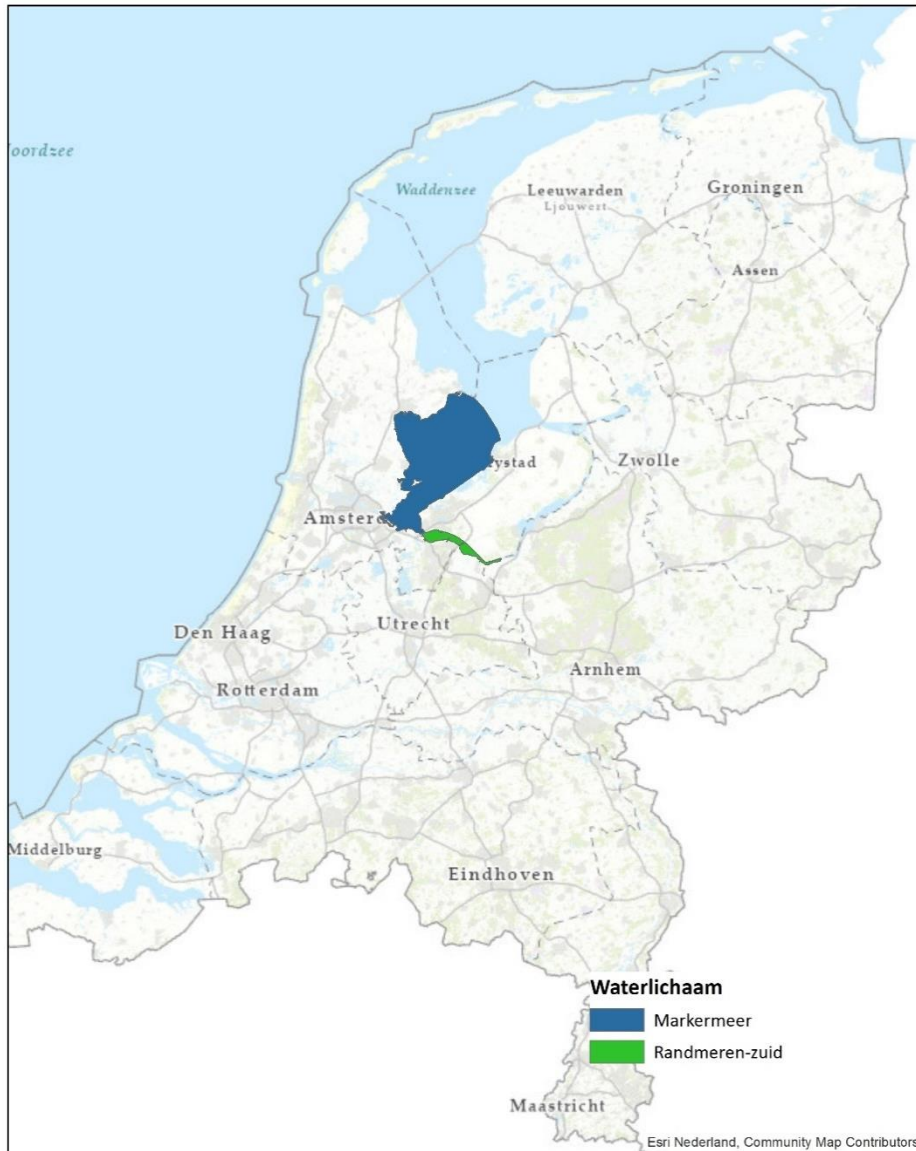 oordzee
Waddenzee
Leeuwarden
Ljouwert
Groningen
Assen
ystad
Zwolle
Amsterd
Utrecht
Den Haag
Rotterdam
Arnhem
Middelburg
Eindhoven
Waterlichaam
Markermeer
Randmeren-zuid
Maastricht
Esri Nederland, Community Map Contributors